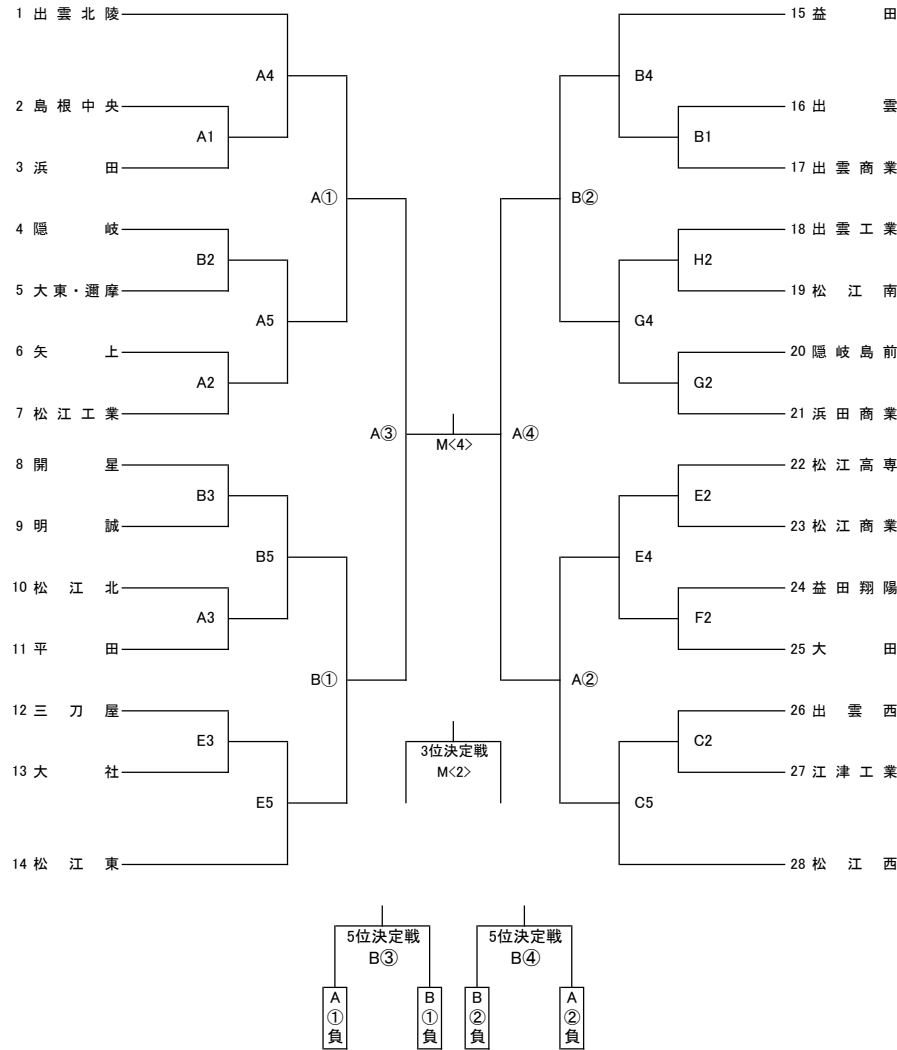 1 出雲北陵
A4
2 島根中央
A1
3 浜田
A①
4 隠岐
B2
5 大東・邇摩
A5
6 矢上
A2
7 松江工業
A③
8 開星
B3
9 明誠
B5
10 松江北
A3
11 平田
B①
12 三刀屋
E3
13 大社
E5
14 松江東
M<4>
3位決定戦
M<2>
15 益田
B4
16 出雲
B1
17 出雲商業
B②
18 出雲工業
H2
19 松江南
G4
20 隠岐島前
G2
21 浜田商業
A④
22 松江高専
E2
23 松江商業
E4
24 益田翔陽
F2
25 大田
A②
26 出雲西
C2
27 江津工業
C5
28 松江西
5位決定戦
B③
A①負
B①負
5位決定戦
B④
B②負
A②負